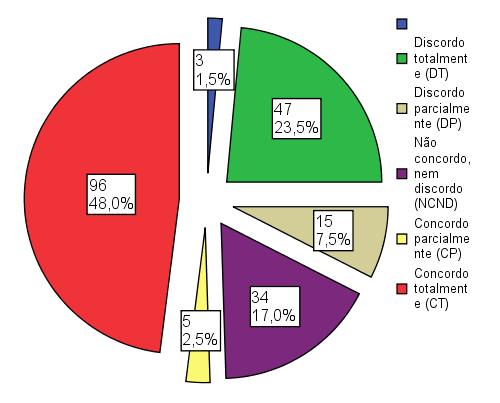 3
1,5%
47
23,5%
15
7,5%
34
17,0%
5
2,5%
96
48,0%
Discordo
totalment
e (DT)
Discordo
parcialme
nte (DP)
Não
concordo,
nem
discordo
(NCND)
Concordo
parcialme
nte (CP)
Concordo
totalment
e (CT)